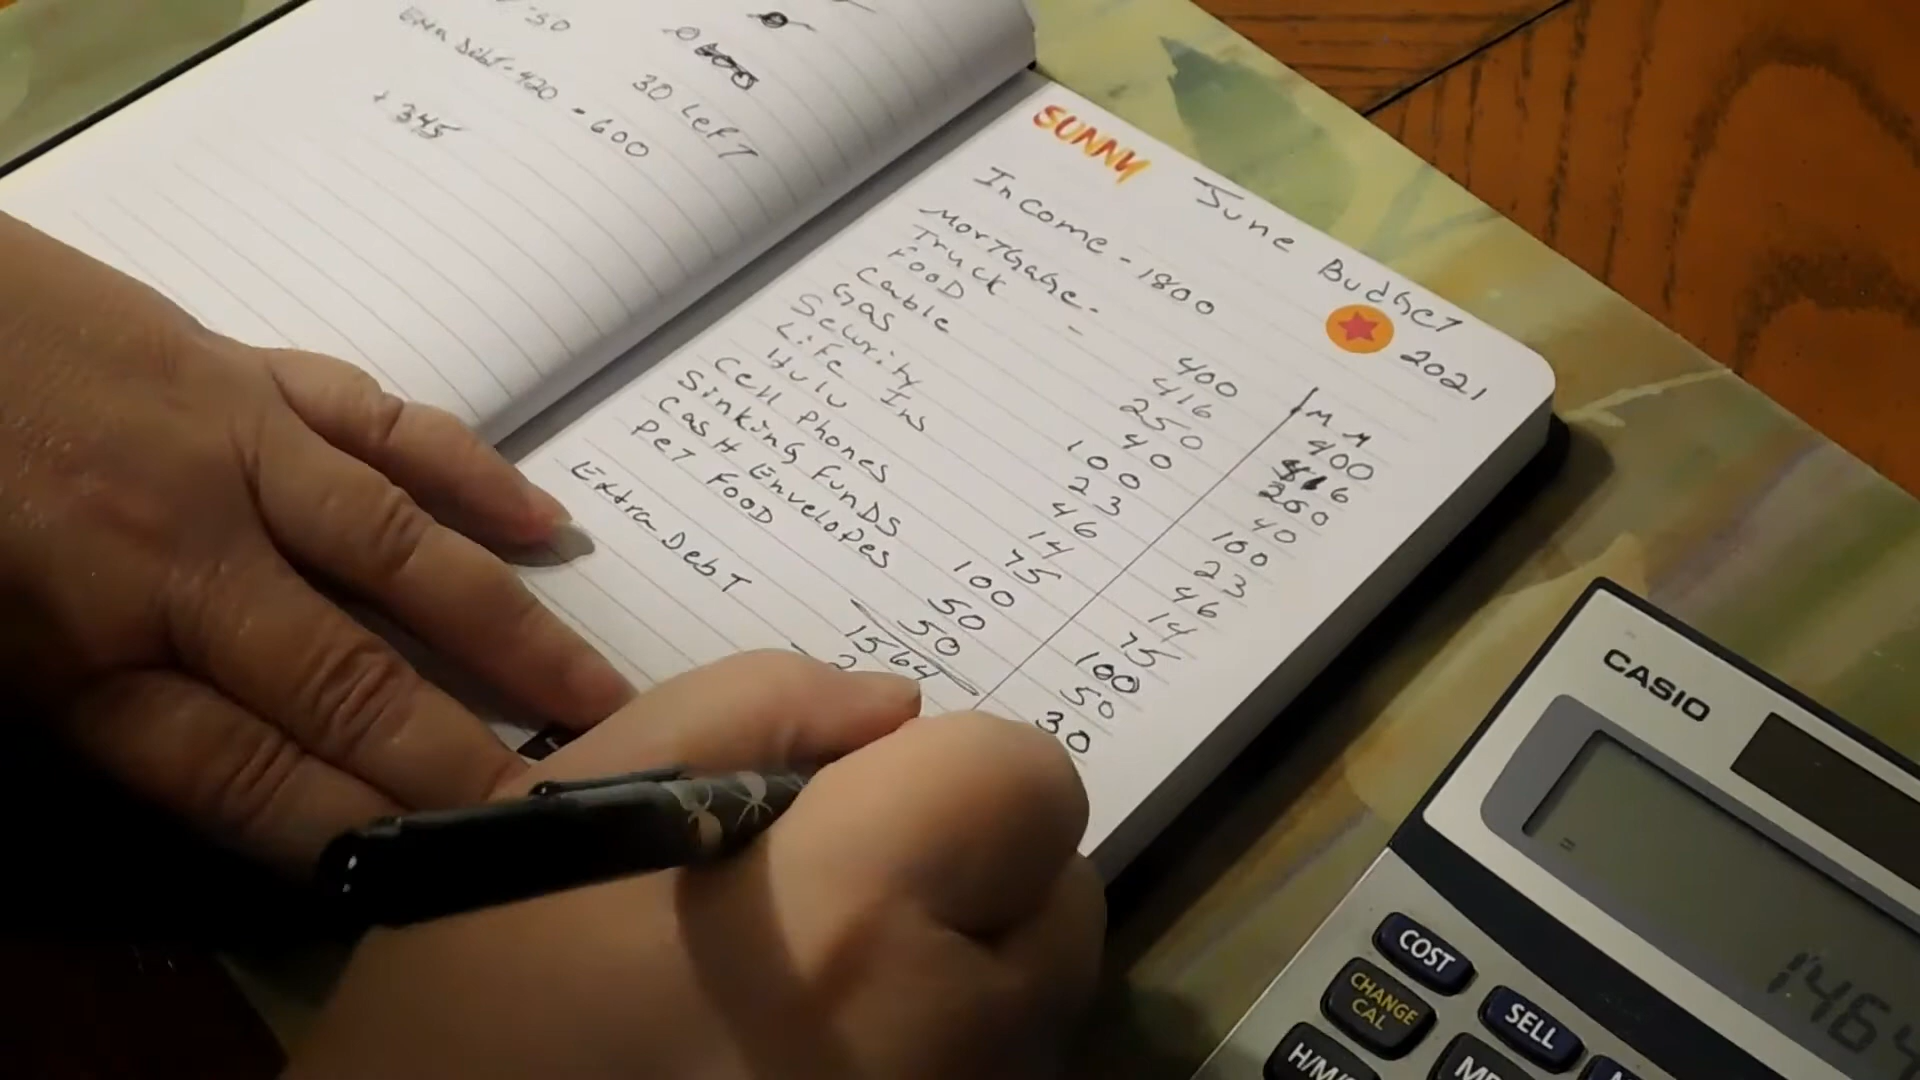 -50
Extra Debt - 420 = 600
+ 345
30 Left
SUNNY
June Budget
2021
Income - 1800
Mortgage - 400
Truck - 416
Food 250
Cable 40
Gas 100
Security 23
Life Ins 46
Hulu 14
Cell Phones 75
Sinking Funds 100
Cash Envelopes 50
Pet Food 50
1564
Extra Debt
- 2
M M
400
416
250
40
100
23
46
14
75
100
50
30
CASIO
=
1464
COST
CHANGE
CAL
SELL